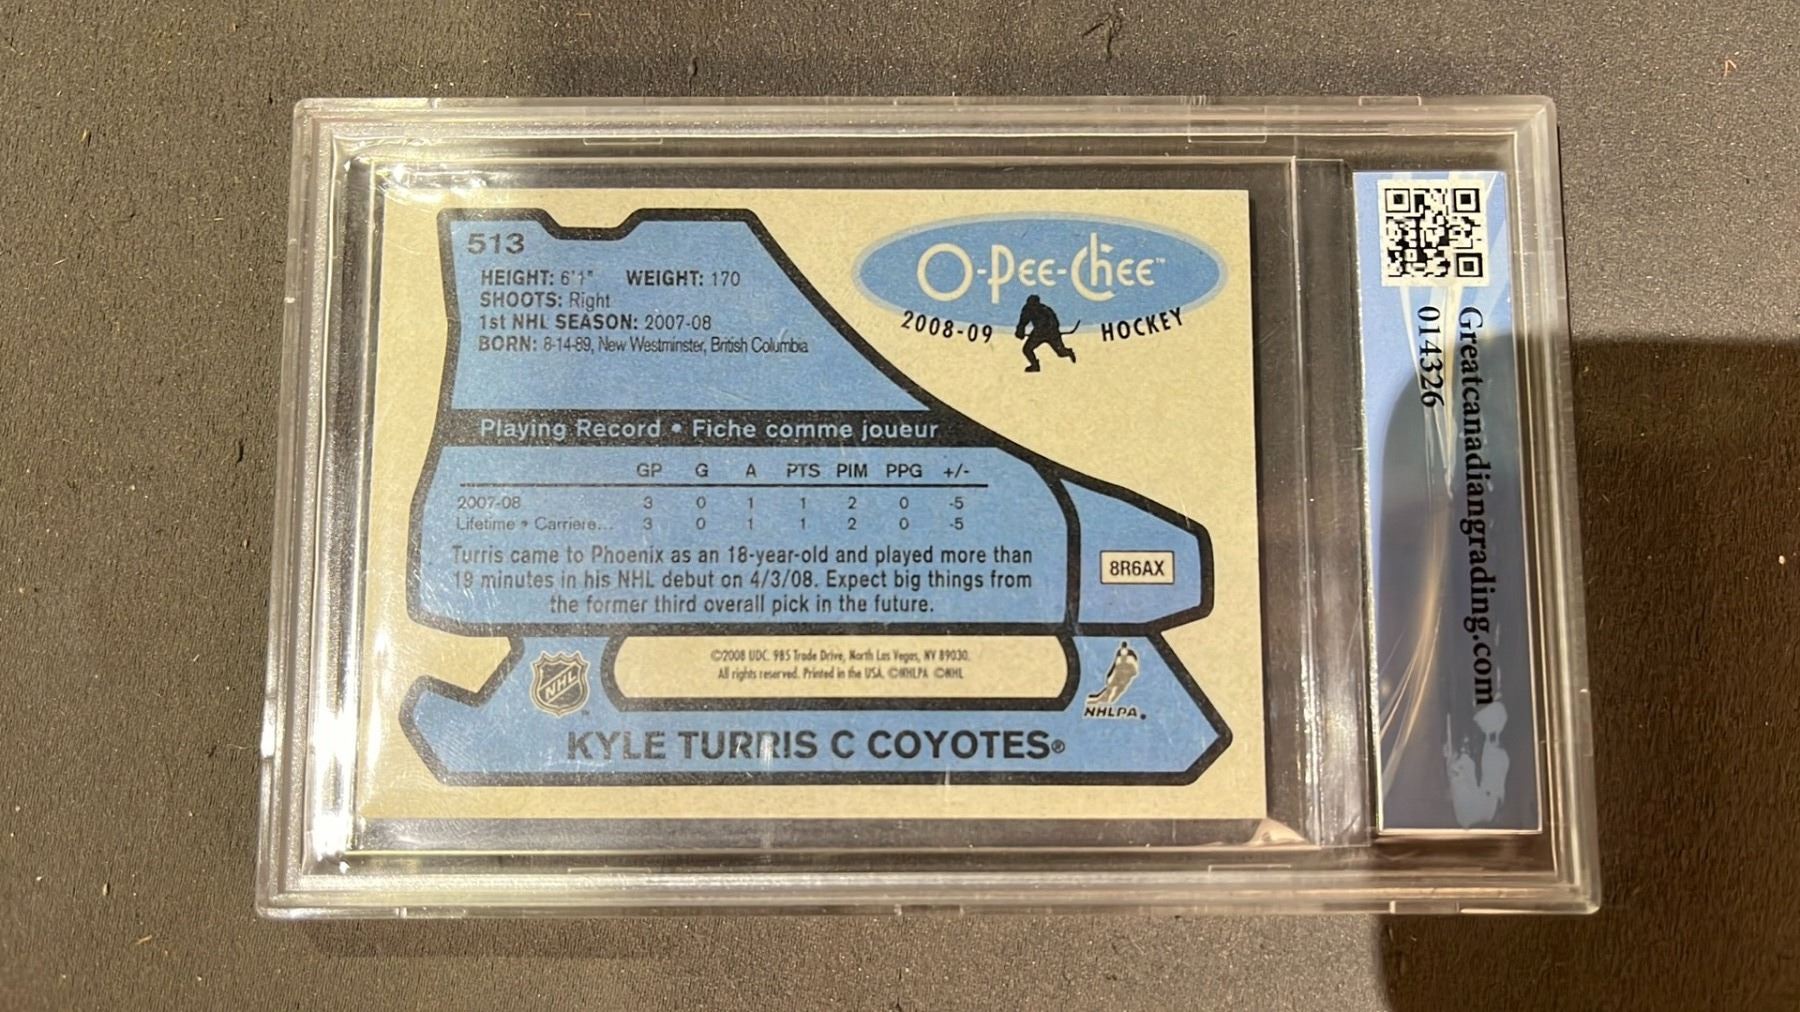 513
HEIGHT: 6'1" WEIGHT: 170
SHOOTS: Right
1st NHL SEASON: 2007-08
BORN: 8-14-89, New Westminster, British Columbia
O-Pee-Chee™
2008-09 HOCKEY
Playing Record • Fiche comme joueur
GP G A PTS PIM PPG +/-
2007-08 3 0 1 1 2 0 -5
Lifetime • Carriere... 3 0 1 1 2 0 -5
Turris came to Phoenix as an 18-year-old and played more than
19 minutes in his NHL debut on 4/3/08. Expect big things from
the former third overall pick in the future.
8R6AX
©2008 UDC. 985 Trade Drive, North Las Vegas, NV 89030.
All rights reserved. Printed in the USA. ©NHLPA ©NHL
NHL™
NHLPA®
KYLE TURRIS C COYOTES®
Greatcanadiangrading.com
014326